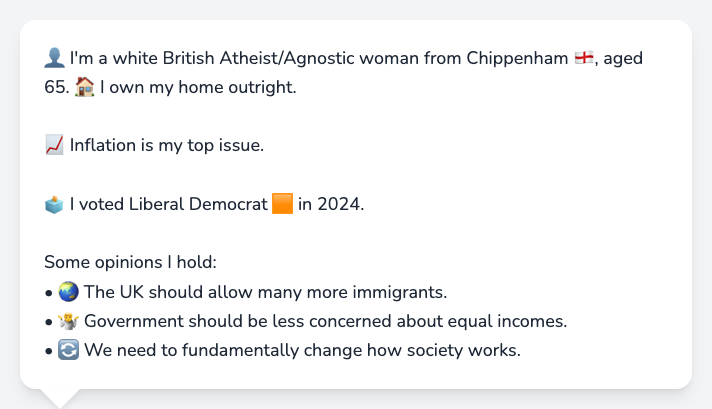 👤 I'm a white British Atheist/Agnostic woman from Chippenham 🏴󠁧󠁢󠁥󠁮󠁧󠁿, aged
65. 🏠 I own my home outright.
📈 Inflation is my top issue.
🗳️ I voted Liberal Democrat 🟧 in 2024.
Some opinions I hold:
• 🌏 The UK should allow many more immigrants.
• 🤷 Government should be less concerned about equal incomes.
• 🔄 We need to fundamentally change how society works.